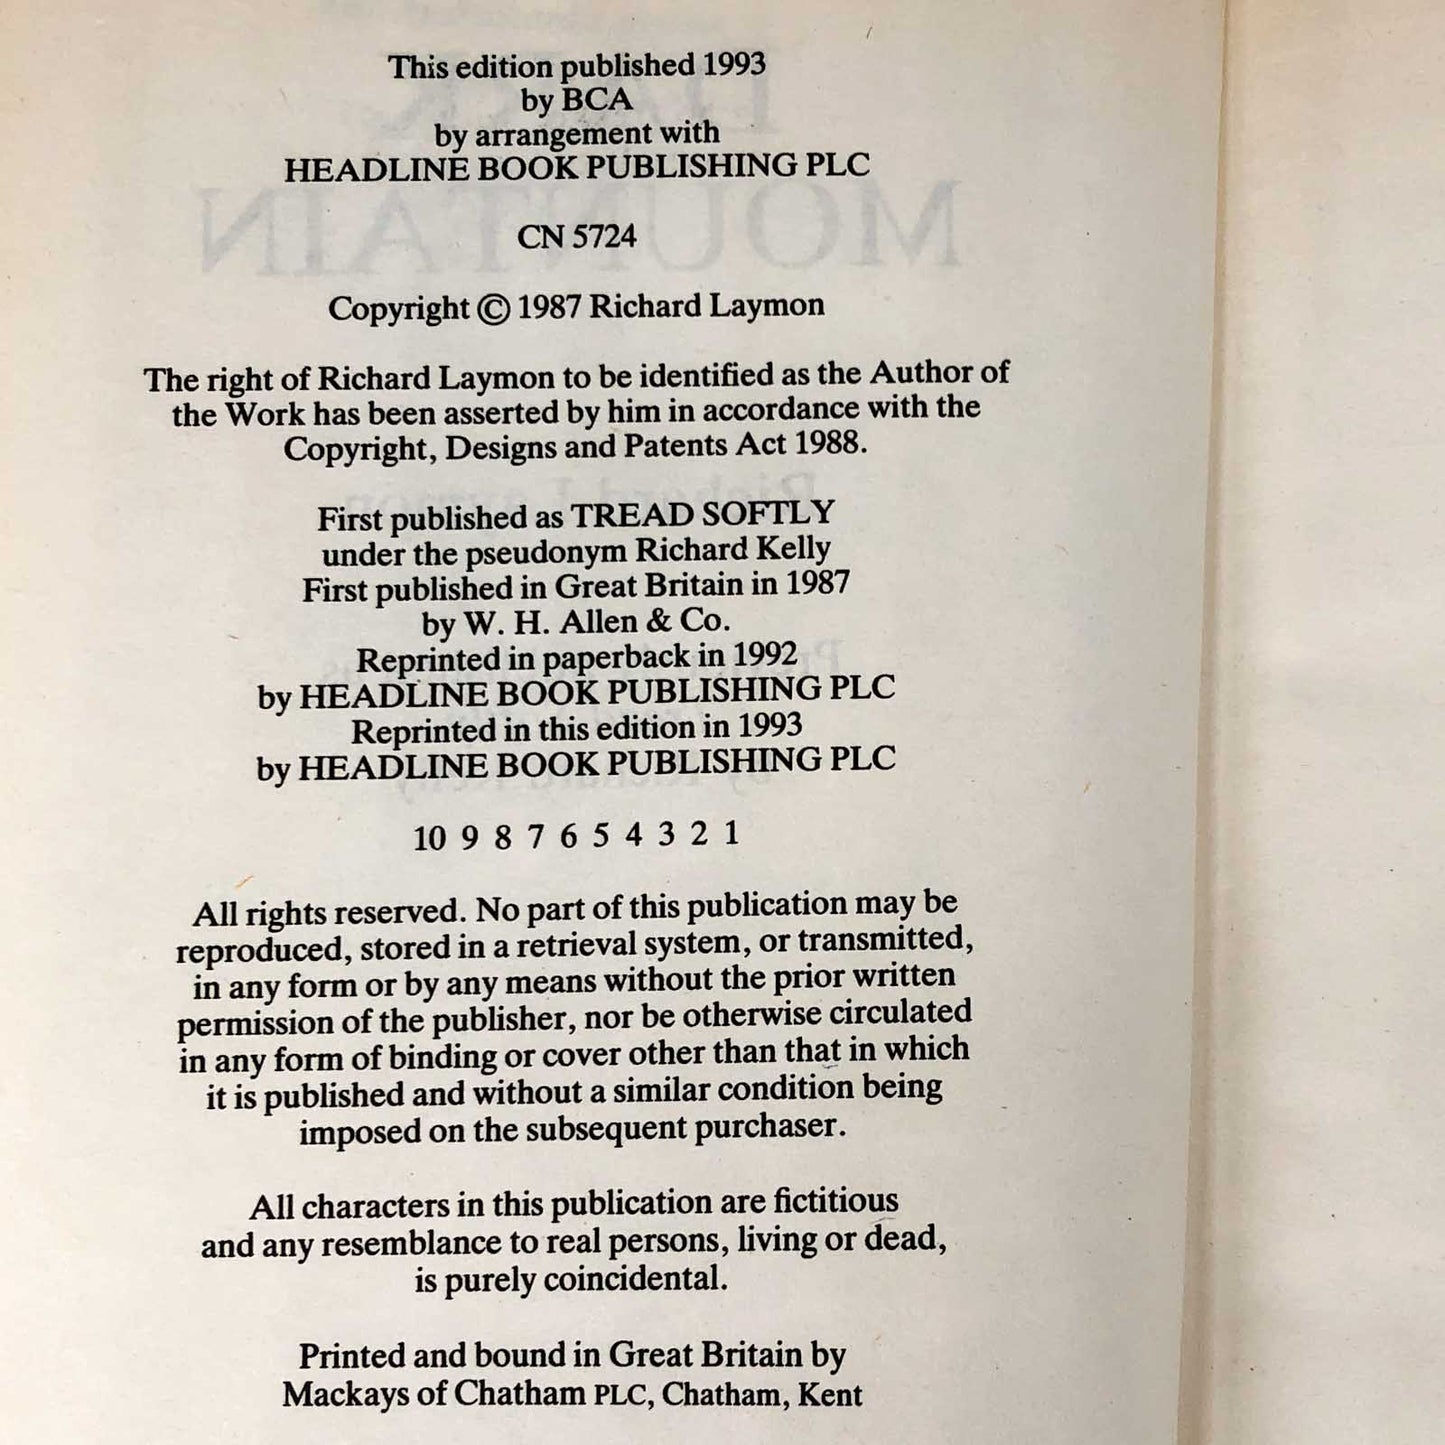 This edition published 1993
by BCA
by arrangement with
HEADLINE BOOK PUBLISHING PLC
CN 5724
Copyright © 1987 Richard Laymon
The right of Richard Laymon to be identified as the Author of
the Work has been asserted by him in accordance with the
Copyright, Designs and Patents Act 1988.
First published as TREAD SOFTLY
under the pseudonym Richard Kelly
First published in Great Britain in 1987
by W. H. Allen & Co.
Reprinted in paperback in 1992
by HEADLINE BOOK PUBLISHING PLC
Reprinted in this edition in 1993
by HEADLINE BOOK PUBLISHING PLC
10 9 8 7 6 5 4 3 2 1
All rights reserved. No part of this publication may be
reproduced, stored in a retrieval system, or transmitted,
in any form or by any means without the prior written
permission of the publisher, nor be otherwise circulated
in any form of binding or cover other than that in which
it is published and without a similar condition being
imposed on the subsequent purchaser.
All characters in this publication are fictitious
and any resemblance to real persons, living or dead,
is purely coincidental.
Printed and bound in Great Britain by
Mackays of Chatham PLC, Chatham, Kent